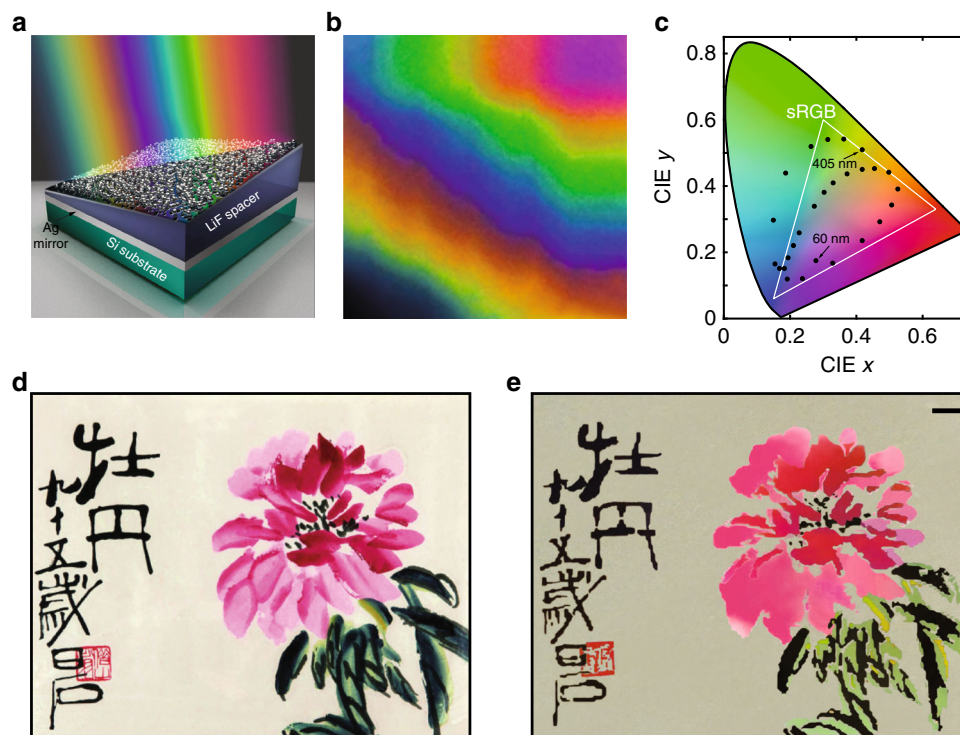 a
Ag
mirror
Si substrate
LiF spacer
b
c
CIE y
0.8
0.6
0.4
0.2
0
sRGB
405 nm
60 nm
0
0.2
0.4
0.6
CIE x
d
牡丹
九十五歲
e
牡丹
九十五歲